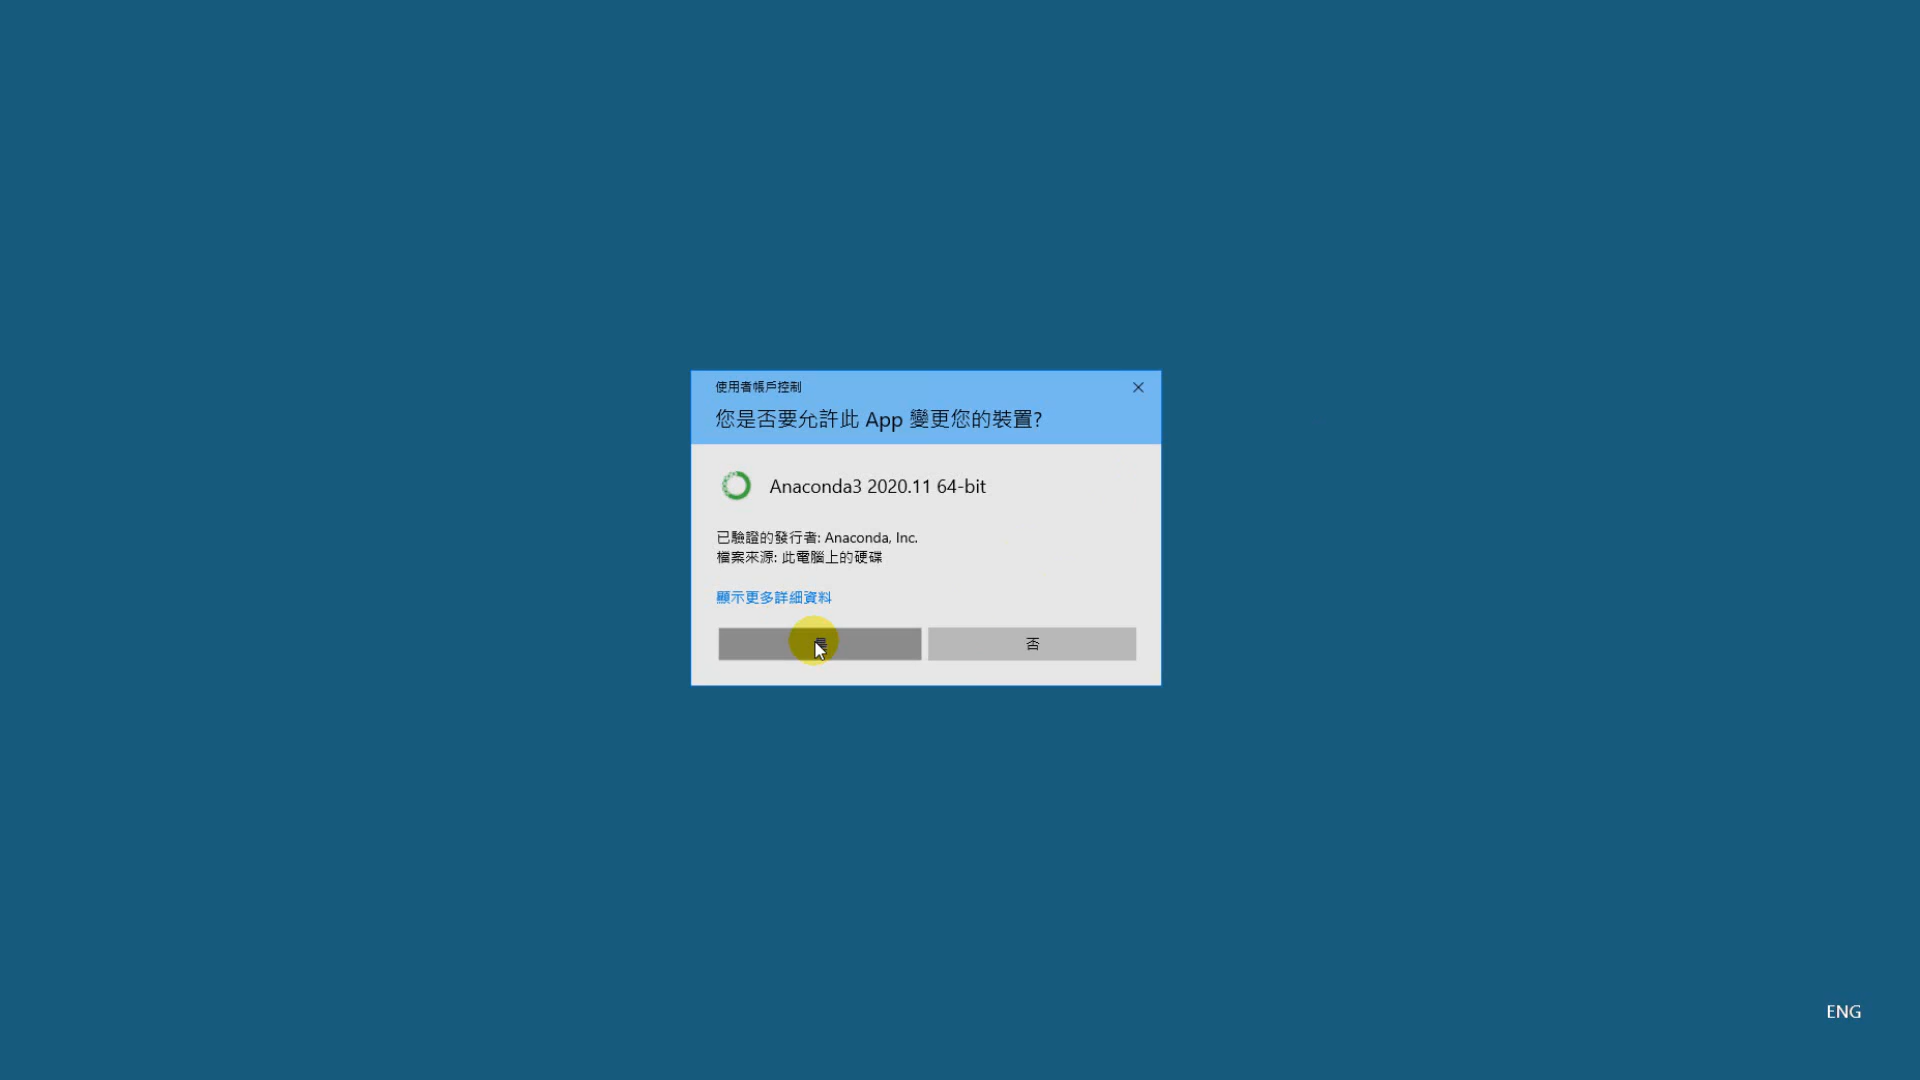 使用者帳戶控制
您是否要允許此 App 變更您的裝置?
Anaconda3 2020.11 64-bit
已驗證的發行者: Anaconda, Inc.
檔案來源: 此電腦上的硬碟
顯示更多詳細資料
是
否
ENG